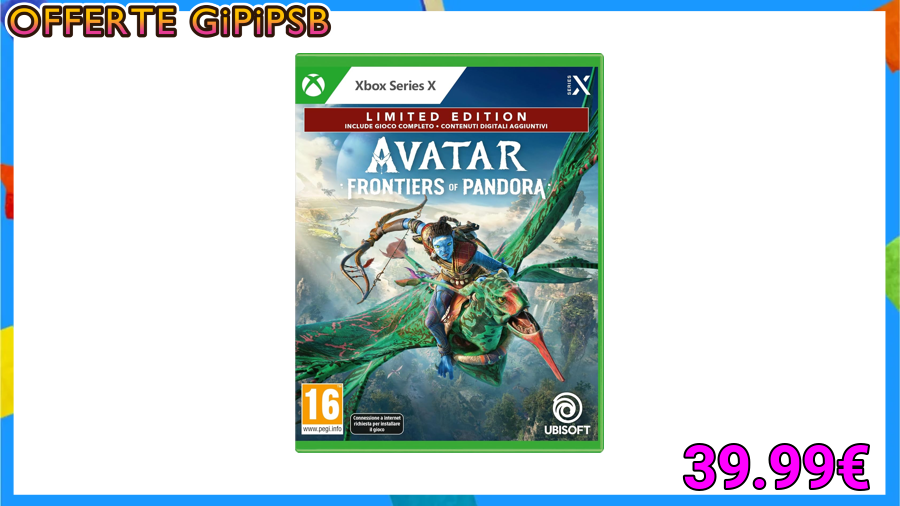 OFFERTE GiPiPSB
Xbox Series X
SERIES X
LIMITED EDITION
INCLUDE GIOCO COMPLETO • CONTENUTI DIGITALI AGGIUNTIVI
AVATAR
FRONTIERS OF PANDORA
16
www.pegi.info
Connessione a internet
richiesta per installare
il gioco
UBISOFT
39.99€